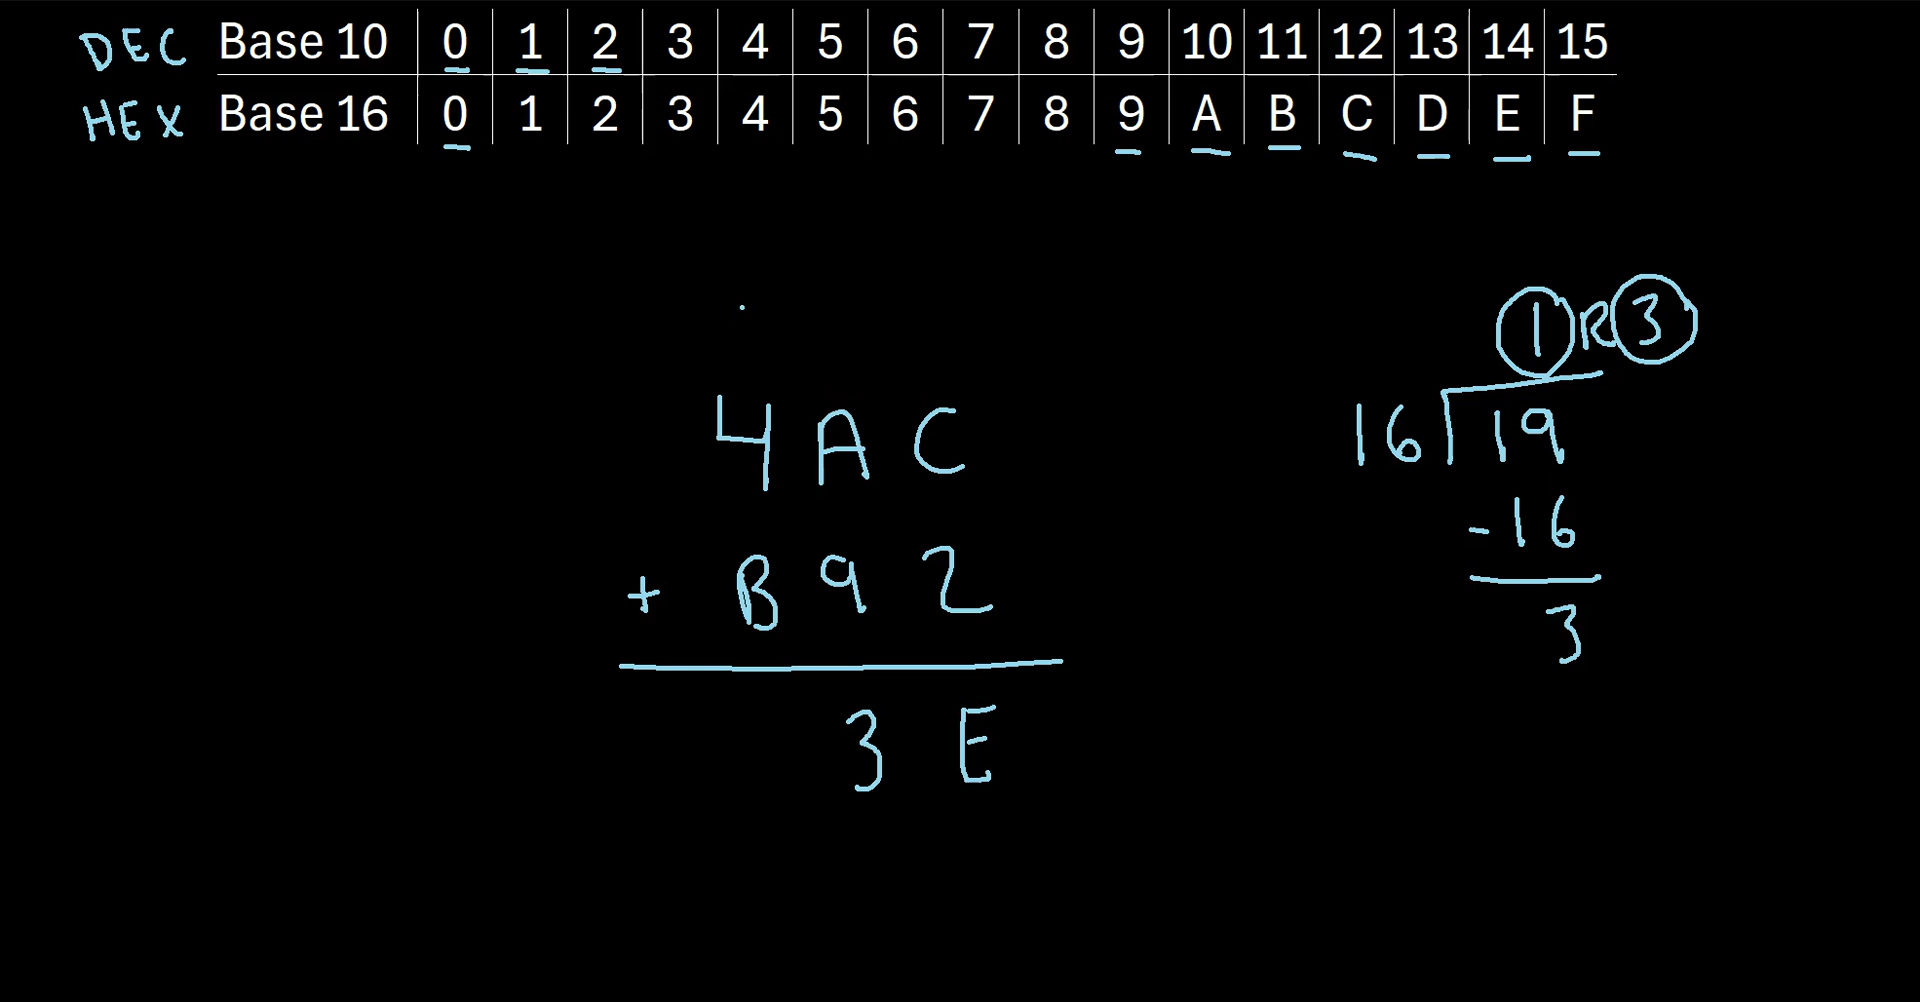 DEC Base 10 0 1 2 3 4 5 6 7 8 9 10 11 12 13 14 15
HEX Base 16 0 1 2 3 4 5 6 7 8 9 A B C D E F
1 R 3
4 A C
16 19
+ B 9 2
-16
3
3 E